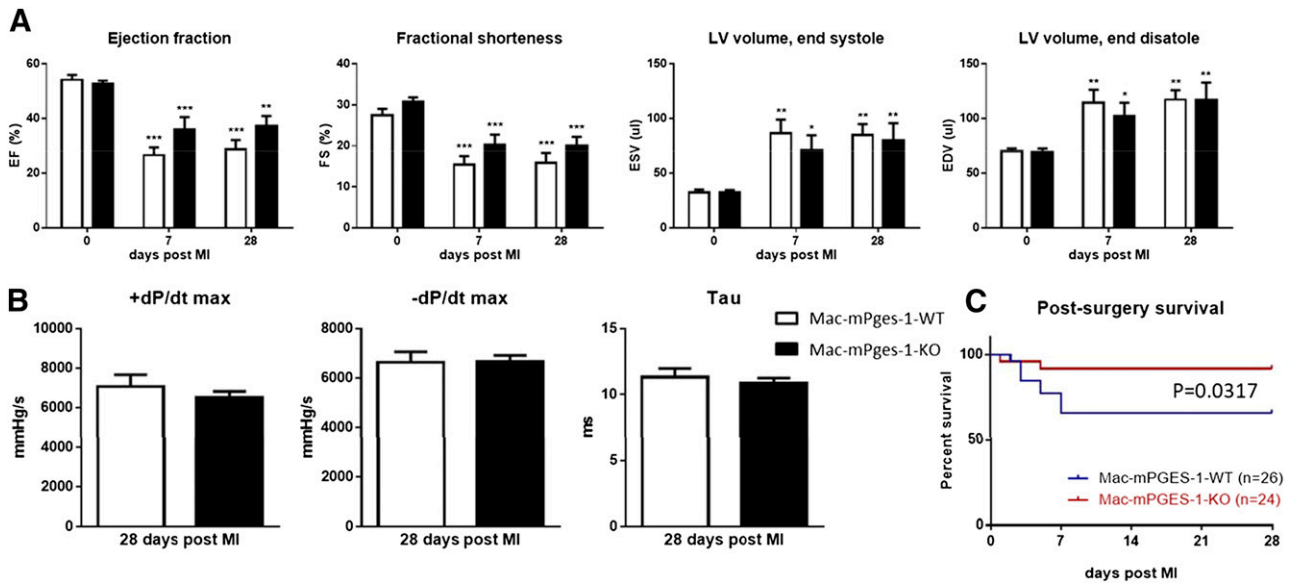 A
Ejection fraction
60
40
20
0
EF (%)
***
***
***
**
0 7 28
days post MI
Fractional shorteness
40
30
20
10
0
FS (%)
***
***
***
***
0 7 28
days post MI
LV volume, end systole
150
100
50
0
ESV (ul)
**
*
**
**
0 7 28
days post MI
LV volume, end disatole
150
100
50
0
EDV (ul)
**
*
**
**
0 7 28
days post MI
B
+dP/dt max
10000
8000
6000
4000
2000
0
mmHg/s
28 days post MI
-dP/dt max
8000
6000
4000
2000
0
mmHg/s
28 days post MI
Tau
15
10
5
0
ms
28 days post MI
Mac-mPges-1-WT
Mac-mPges-1-KO
C
Post-surgery survival
100
50
0
Percent survival
P=0.0317
Mac-mPGES-1-WT (n=26)
Mac-mPGES-1-KO (n=24)
0 7 14 21 28
days post MI